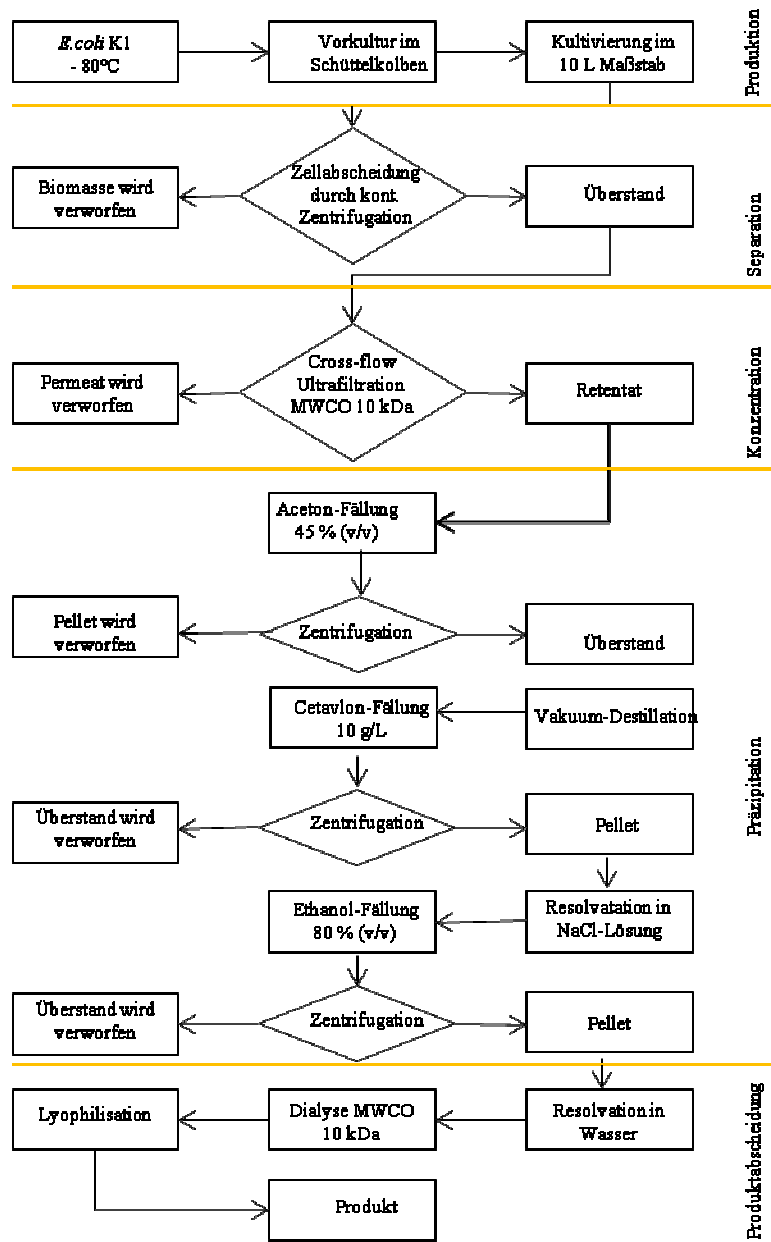 E.coli K1
- 80°C
Vorkultur im
Schüttelkolben
Kultivierung im
10 L Maßstab
Produktion
Biomasse wird
verworfen
Zellabscheidung
durch kont.
Zentrifugation
Überstand
Separation
Permeat wird
verworfen
Cross-flow
Ultrafiltration
MWCO 10 kDa
Retentat
Konzentration
Aceton-Fällung
45 % (v/v)
Pellet wird
verworfen
Zentrifugation
Überstand
Cetavlon-Fällung
10 g/L
Vakuum-Destillation
Überstand wird
verworfen
Zentrifugation
Pellet
Präzipitation
Ethanol-Fällung
80 % (v/v)
Resolvatation in
NaCl-Lösung
Überstand wird
verworfen
Zentrifugation
Pellet
Lyophilisation
Dialyse MWCO
10 kDa
Resolvation in
Wasser
Produkt
Produktabscheidung